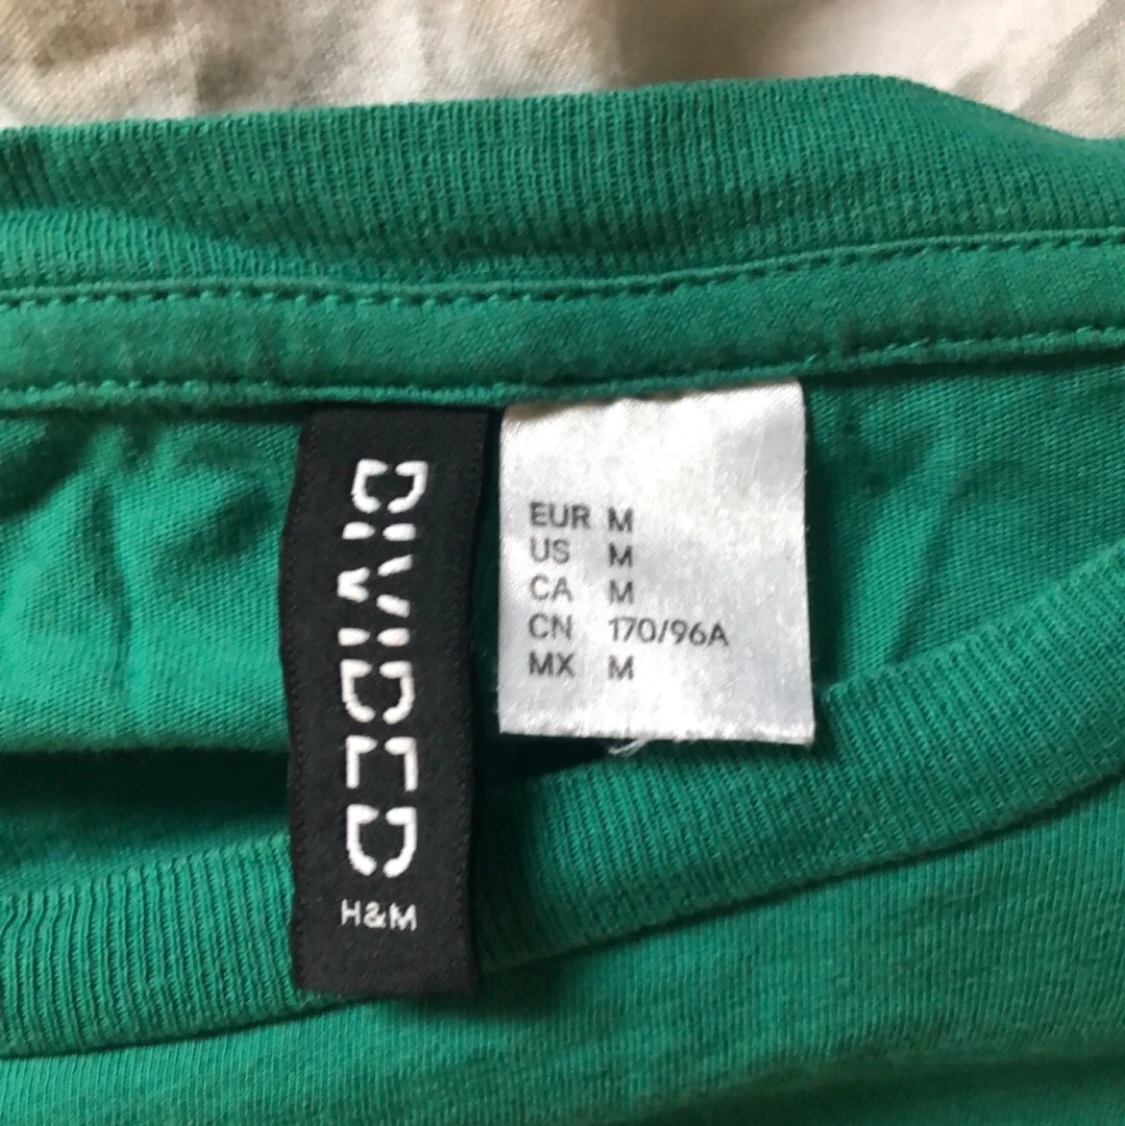 DIVIDED
H&M
EUR M
US M
CA M
CN 170/96A
MX M